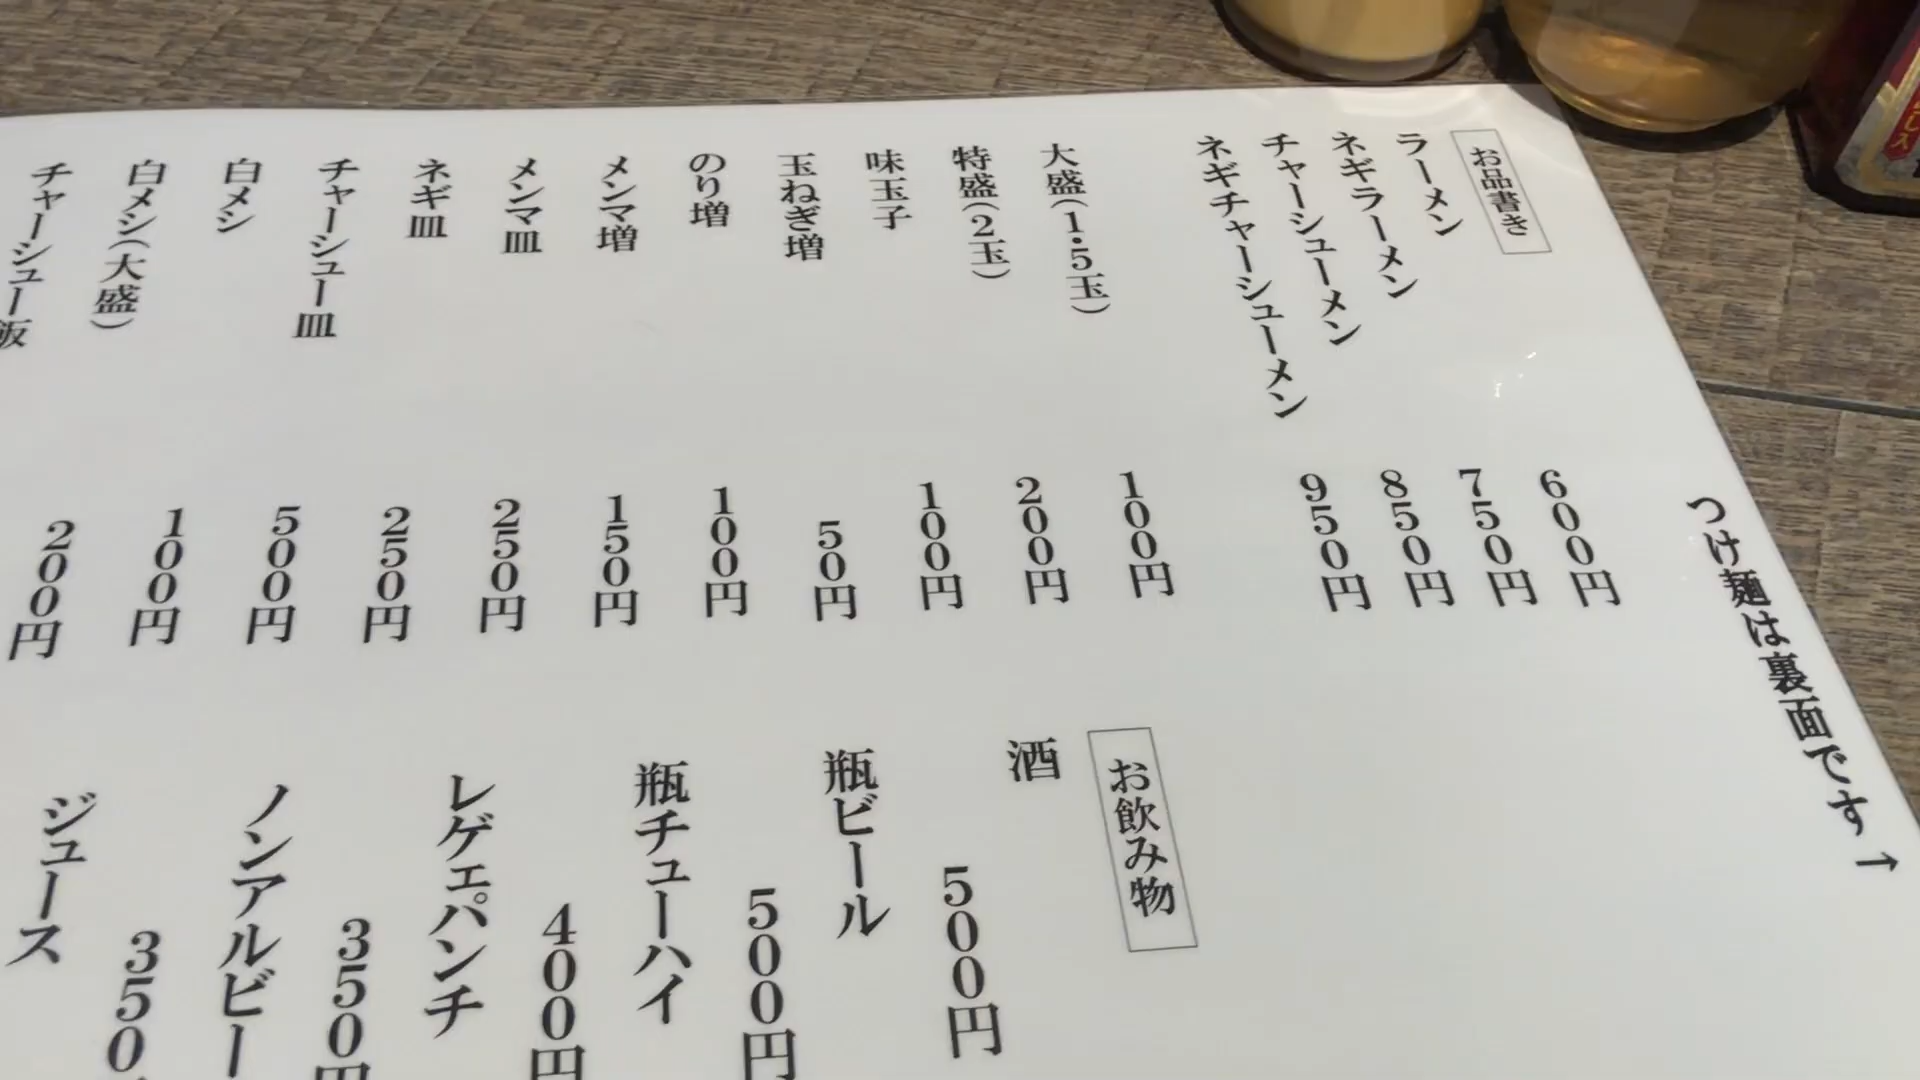 つけ麺は裏面です→
お品書き
ラーメン 600円
ネギラーメン 750円
チャーシューメン 850円
ネギチャーシューメン 950円
大盛(1.5玉) 100円
特盛(2玉) 200円
味玉子 100円
玉ねぎ増 50円
のり増 100円
メンマ増 150円
メンマ皿 250円
ネギ皿 250円
チャーシュー皿 500円
白メシ 100円
白メシ(大盛) 200円
チャーシュー飯
お飲み物
酒 500円
瓶ビール 500円
瓶チューハイ 400円
レゲェパンチ 350円
ノンアルビー 350
ジュース